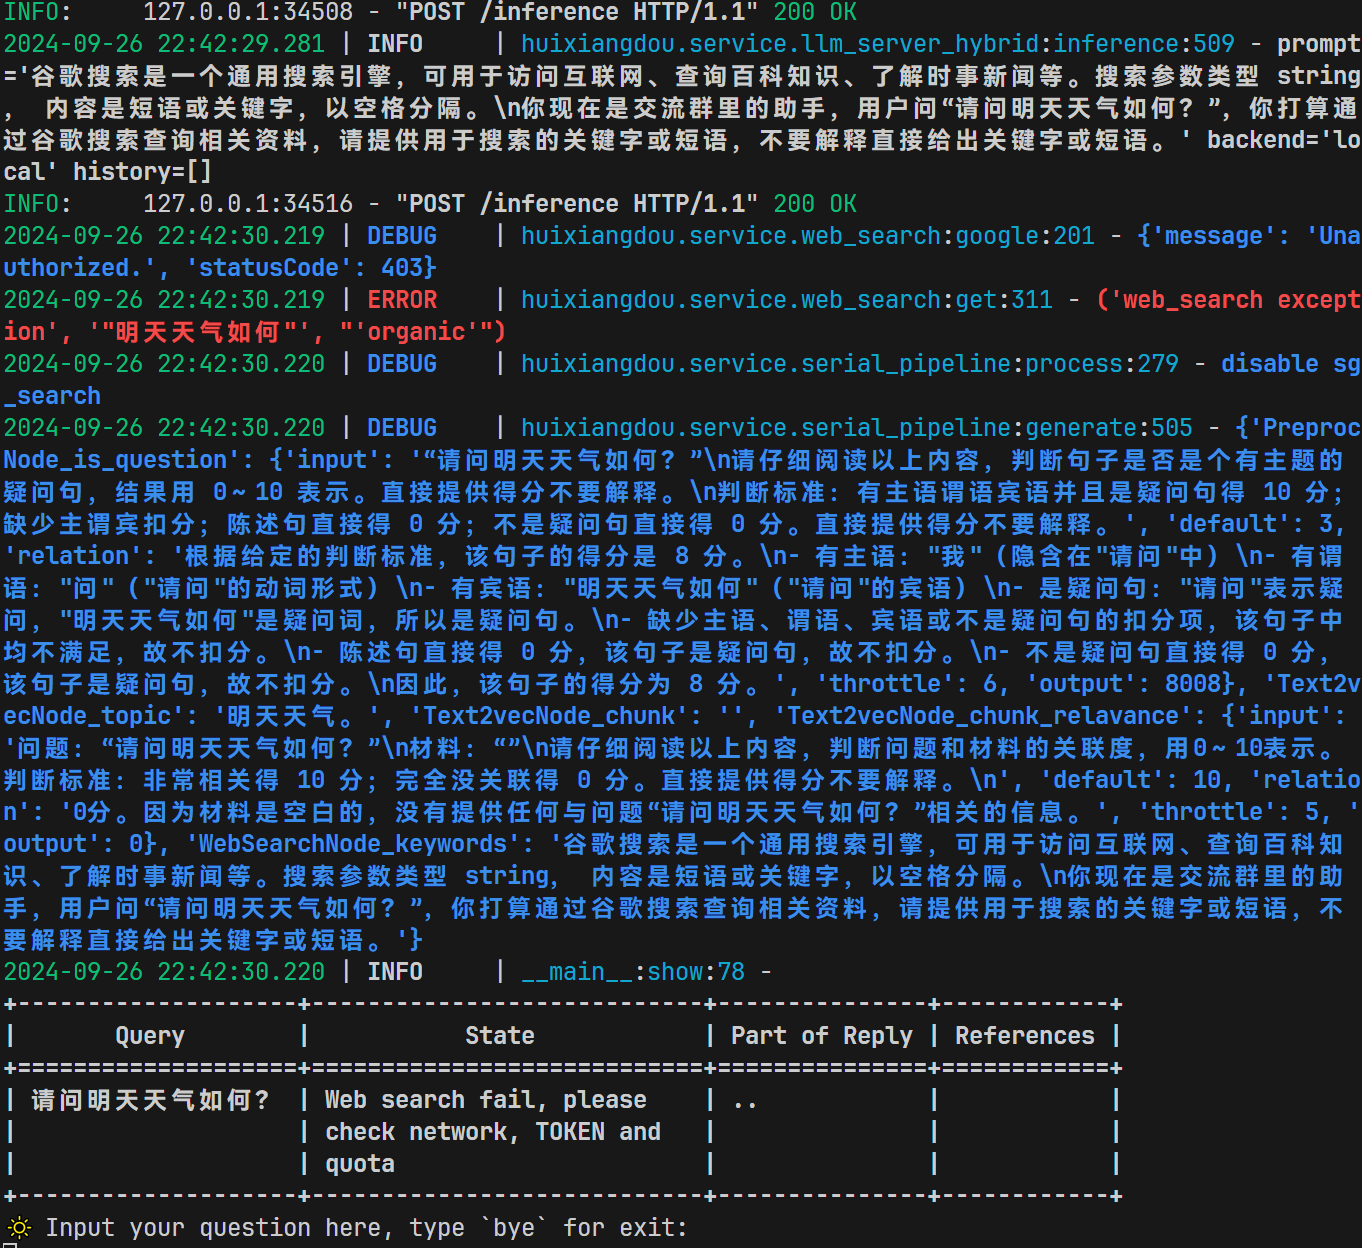 INFO:     127.0.0.1:34508 - "POST /inference HTTP/1.1" 200 OK
2024-09-26 22:42:29.281 | INFO     | huixiangdou.service.llm_server_hybrid:inference:509 - prompt
='谷歌搜索是一个通用搜索引擎，可用于访问互联网、查询百科知识、了解时事新闻等。搜索参数类型 string
， 内容是短语或关键字，以空格分隔。\n你现在是交流群里的助手，用户问“请问明天天气如何？”，你打算通
过谷歌搜索查询相关资料，请提供用于搜索的关键字或短语，不要解释直接给出关键字或短语。' backend='lo
cal' history=[]
INFO:     127.0.0.1:34516 - "POST /inference HTTP/1.1" 200 OK
2024-09-26 22:42:30.219 | DEBUG    | huixiangdou.service.web_search:google:201 - {'message': 'Una
uthorized.', 'statusCode': 403}
2024-09-26 22:42:30.219 | ERROR    | huixiangdou.service.web_search:get:311 - ('web_search except
ion', '"明天天气如何"', "'organic'")
2024-09-26 22:42:30.220 | DEBUG    | huixiangdou.service.serial_pipeline:process:279 - disable sg
_search
2024-09-26 22:42:30.220 | DEBUG    | huixiangdou.service.serial_pipeline:generate:505 - {'Preproc
Node_is_question': {'input': '“请问明天天气如何？”\n请仔细阅读以上内容，判断句子是否是个有主题的
疑问句，结果用 0~10 表示。直接提供得分不要解释。\n判断标准：有主语谓语宾语并且是疑问句得 10 分；
缺少主谓宾扣分；陈述句直接得 0 分；不是疑问句直接得 0 分。直接提供得分不要解释。', 'default': 3,
'relation': '根据给定的判断标准，该句子的得分是 8 分。\n- 有主语："我"（隐含在"请问"中）\n- 有谓
语："问"（"请问"的动词形式）\n- 有宾语："明天天气如何"（"请问"的宾语）\n- 是疑问句："请问"表示疑
问，"明天天气如何"是疑问词，所以是疑问句。\n- 缺少主语、谓语、宾语或不是疑问句的扣分项，该句子中
均不满足，故不扣分。\n- 陈述句直接得 0 分，该句子是疑问句，故不扣分。\n- 不是疑问句直接得 0 分，
该句子是疑问句，故不扣分。\n因此，该句子的得分为 8 分。', 'throttle': 6, 'output': 8008}, 'Text2v
ecNode_topic': '明天天气。', 'Text2vecNode_chunk': '', 'Text2vecNode_chunk_relavance': {'input':
'问题：“请问明天天气如何？”\n材料：“”\n请仔细阅读以上内容，判断问题和材料的关联度，用0~10表示。
判断标准：非常相关得 10 分；完全没关联得 0 分。直接提供得分不要解释。\n', 'default': 10, 'relatio
n': '0分。因为材料是空白的，没有提供任何与问题“请问明天天气如何？”相关的信息。', 'throttle': 5, '
output': 0}, 'WebSearchNode_keywords': '谷歌搜索是一个通用搜索引擎，可用于访问互联网、查询百科知
识、了解时事新闻等。搜索参数类型 string， 内容是短语或关键字，以空格分隔。\n你现在是交流群里的助
手，用户问“请问明天天气如何？”，你打算通过谷歌搜索查询相关资料，请提供用于搜索的关键字或短语，不
要解释直接给出关键字或短语。'}
2024-09-26 22:42:30.220 | INFO     | __main__:show:78 -
+--------------------+----------------------------+---------------+------------+
|       Query        |           State            | Part of Reply | References |
+====================+============================+===============+============+
| 请问明天天气如何？ | Web search fail, please    | ..            |            |
|                    | check network, TOKEN and   |               |            |
|                    | quota                      |               |            |
+--------------------+----------------------------+---------------+------------+
🔆 Input your question here, type `bye` for exit: